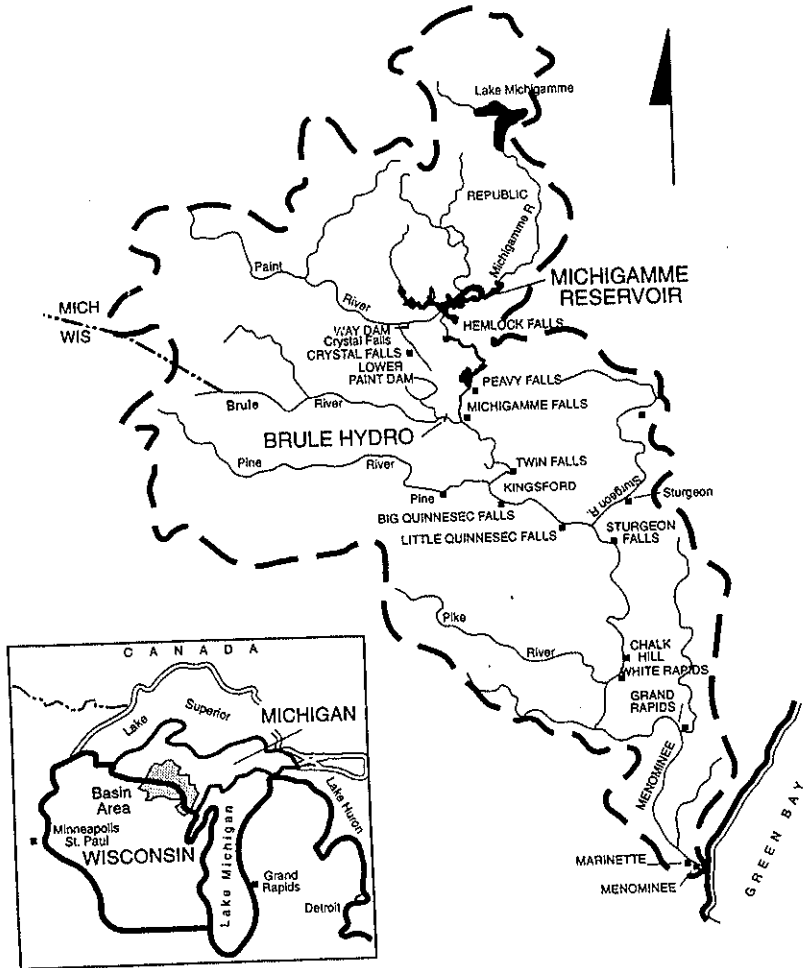 Lake Michigamme
REPUBLIC
Michigamme R
Paint
River
MICHIGAMME
RESERVOIR
MICH
WIS
HEMLOCK FALLS
WAY DAM
Crystal Falls
CRYSTAL FALLS
LOWER
PAINT DAM
PEAVY FALLS
MICHIGAMME FALLS
Brule
River
BRULE HYDRO
Pine
River
TWIN FALLS
KINGSFORD
Pine
BIG QUINNESEC FALLS
Sturgeon R.
Sturgeon
LITTLE QUINNESEC FALLS
STURGEON
FALLS
Pike
River
CHALK
HILL
WHITE RAPIDS
GRAND
RAPIDS
MENOMINEE
MARINETTE
MENOMINEE
GREEN BAY
CANADA
Lake
Superior
MICHIGAN
Basin
Area
Minneapolis
St. Paul
WISCONSIN
Lake Michigan
Lake Huron
Grand
Rapids
Detroit